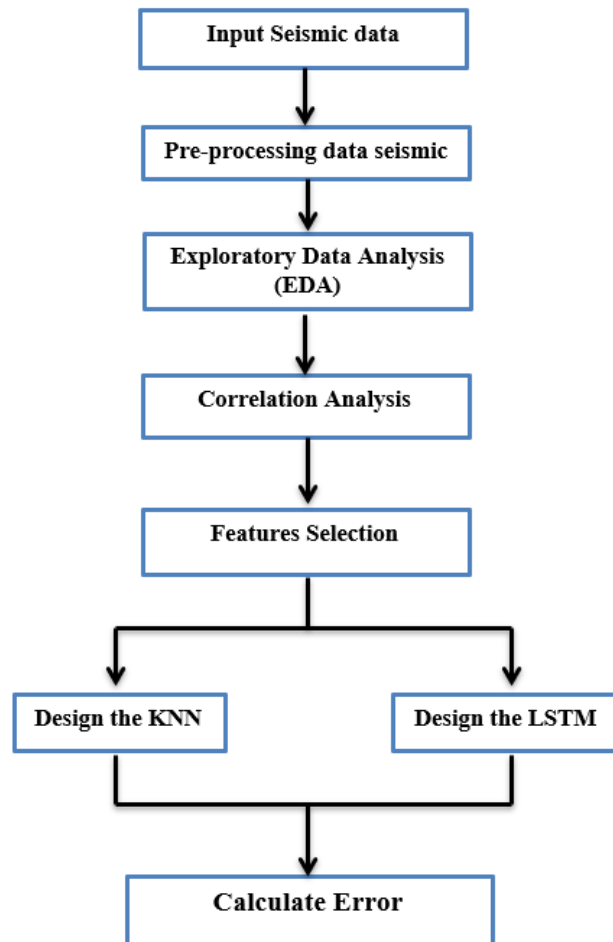 Input Seismic data
Pre-processing data seismic
Exploratory Data Analysis
(EDA)
Correlation Analysis
Features Selection
Design the KNN
Design the LSTM
Calculate Error